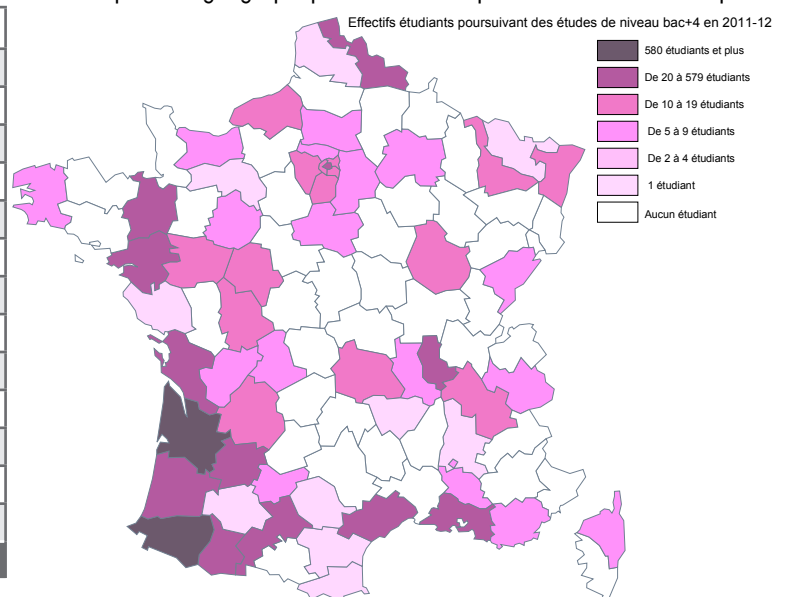 Effectifs étudiants poursuivant des études de niveau bac+4 en 2011-12
580 étudiants et plus
De 20 à 579 étudiants
De 10 à 19 étudiants
De 5 à 9 étudiants
De 2 à 4 étudiants
1 étudiant
Aucun étudiant